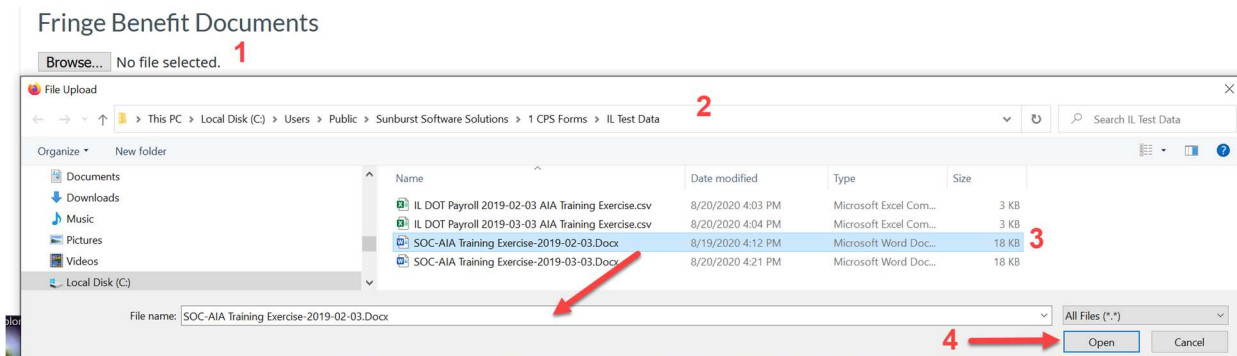 Fringe Benefit Documents
Browse... No file selected. 1
File Upload
> This PC > Local Disk (C:) > Users > Public > Sunburst Software Solutions > 1 CPS Forms > IL Test Data 2 Search IL Test Data
Organize New folder
Documents Name Date modified Type Size
Downloads IL DOT Payroll 2019-02-03 AIA Training Exercise.csv 8/20/2020 4:03 PM Microsoft Excel Com... 3 KB
Music IL DOT Payroll 2019-03-03 AIA Training Exercise.csv 8/20/2020 4:04 PM Microsoft Excel Com... 3 KB
Pictures SOC-AIA Training Exercise-2019-02-03.Docx 8/19/2020 4:12 PM Microsoft Word Doc... 18 KB 3
Videos SOC-AIA Training Exercise-2019-03-03.Docx 8/20/2020 4:21 PM Microsoft Word Doc... 18 KB
Local Disk (C:)
File name: SOC-AIA Training Exercise-2019-02-03.Docx All Files (*.*)
4 Open Cancel